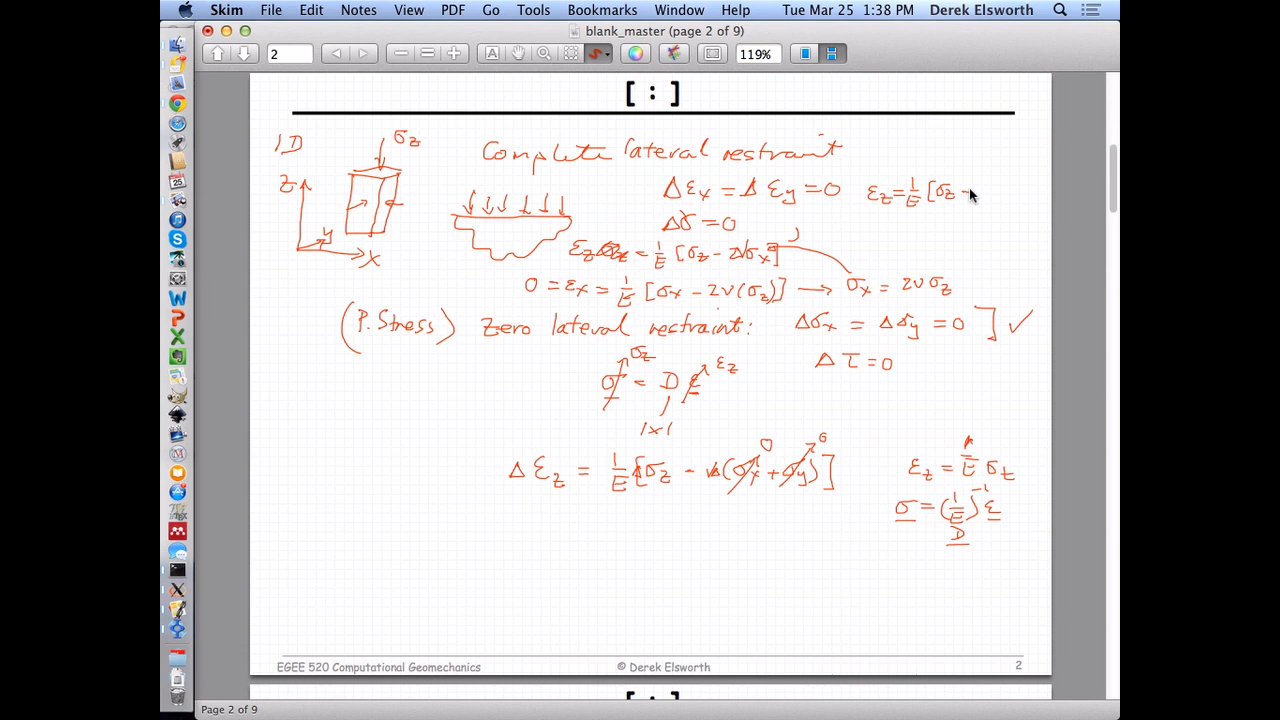 Skim File Edit Notes View PDF Go Tools Bookmarks Window Help Tue Mar 25 1:38 PM Derek Elsworth
blank_master (page 2 of 9)
2 119%
[ : ]
1D σz Complete lateral restraint
Z y x
Δεx = Δεy = 0 εz = 1/E [σz -
Δγ = 0
εz = 1/E [σz - 2νσx]
0 = εx = 1/E [σx - 2ν(σz)] → σx = 2νσz
(P. Stress) Zero lateral restraint: Δσx = Δσy = 0 ] ✓
Δτ = 0
σz εz
σ = D ε
1x1
Δεz = 1/E [σz - ν(σx + σy)] 0 0
εz = 1/E σz
σ = (1/E)⁻¹ ε
D
EGEE 520 Computational Geomechanics © Derek Elsworth 2
[ : ]
Page 2 of 9